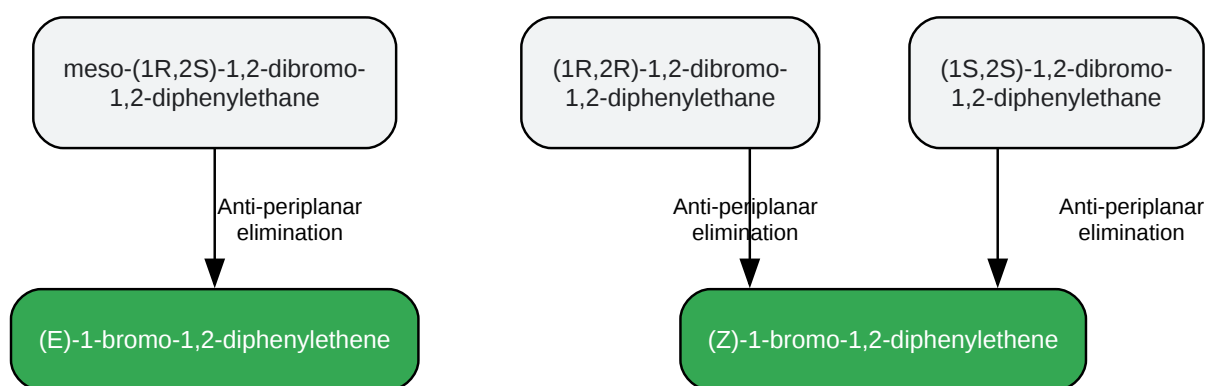 meso-(1R,2S)-1,2-dibromo-
1,2-diphenylethane
(1R,2R)-1,2-dibromo-
1,2-diphenylethane
(1S,2S)-1,2-dibromo-
1,2-diphenylethane
Anti-periplanar
elimination
Anti-periplanar
elimination
Anti-periplanar
elimination
(E)-1-bromo-1,2-diphenylethene
(Z)-1-bromo-1,2-diphenylethene